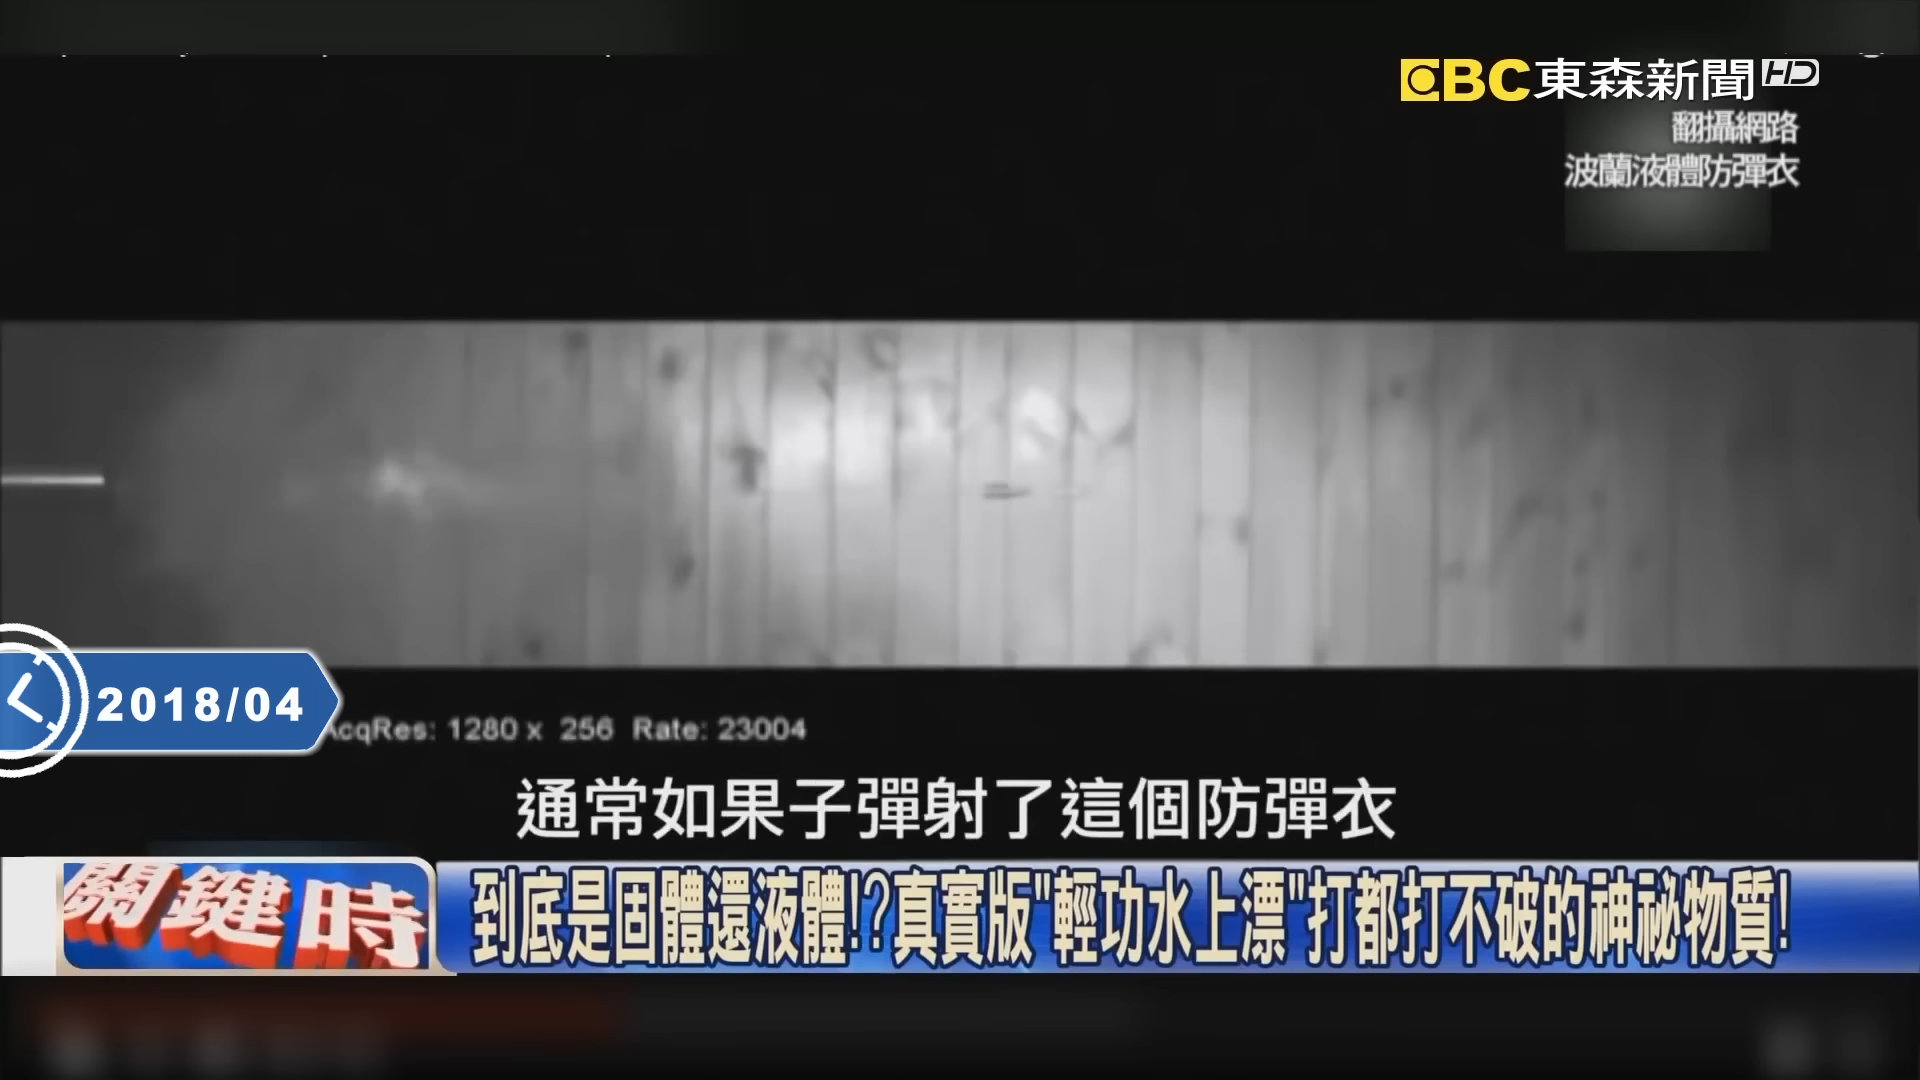 EBC東森新聞HD
翻攝網路
波蘭液體防彈衣
2018/04
AcqRes: 1280 x 256 Rate: 23004
通常如果子彈射了這個防彈衣
關鍵時
到底是固體還液體!?真實版"輕功水上漂"打都打不破的神祕物質!